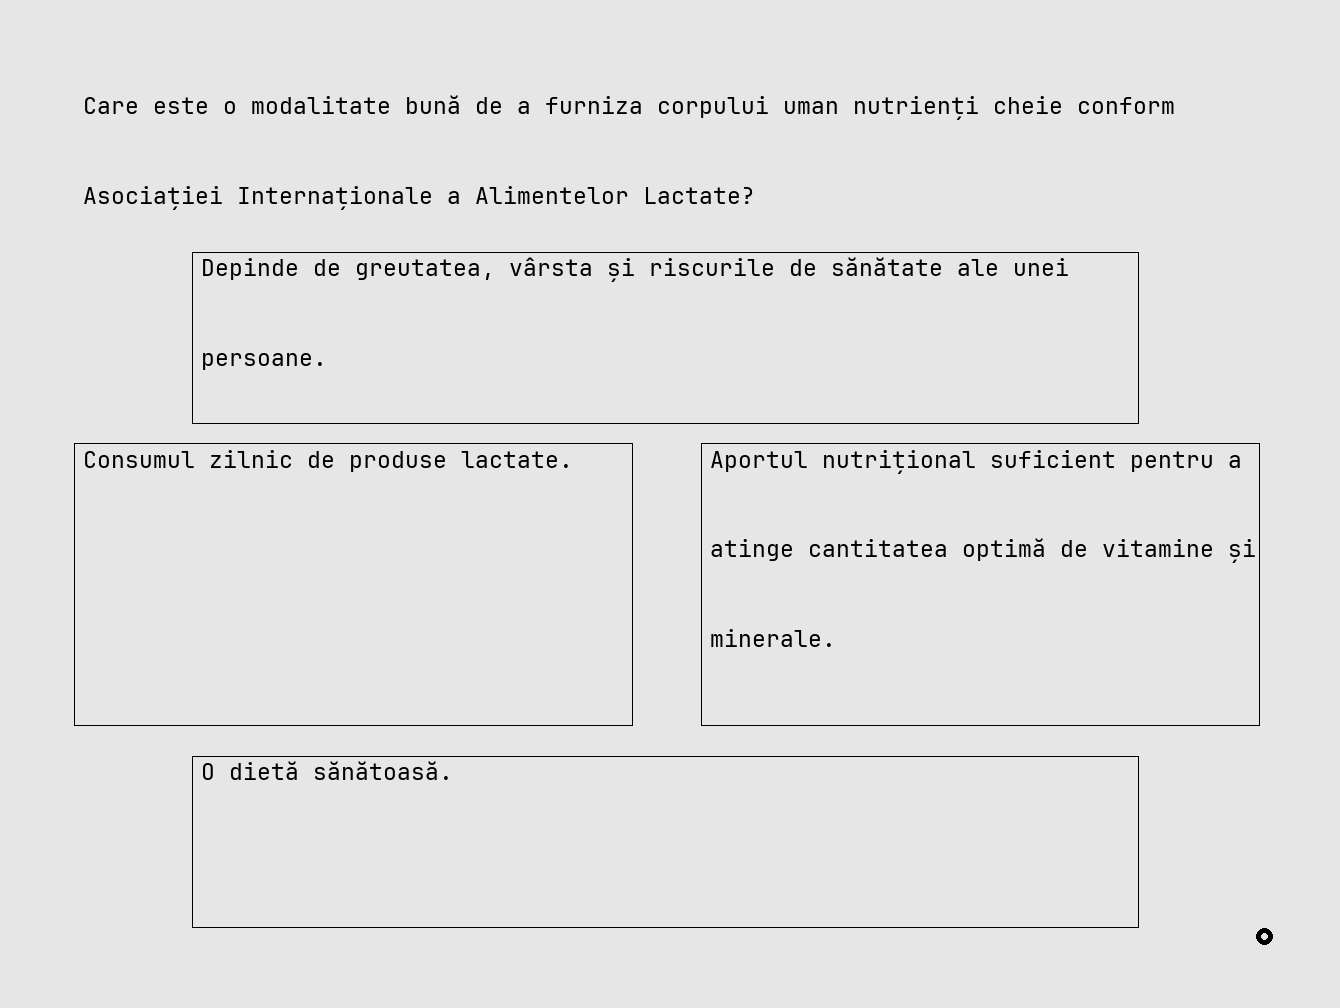 Care este o modalitate bună de a furniza corpului uman nutrienți cheie conform
Asociației Internaționale a Alimentelor Lactate?
Depinde de greutatea, vârsta și riscurile de sănătate ale unei
persoane.
Consumul zilnic de produse lactate.
Aportul nutrițional suficient pentru a
atinge cantitatea optimă de vitamine și
minerale.
O dietă sănătoasă.